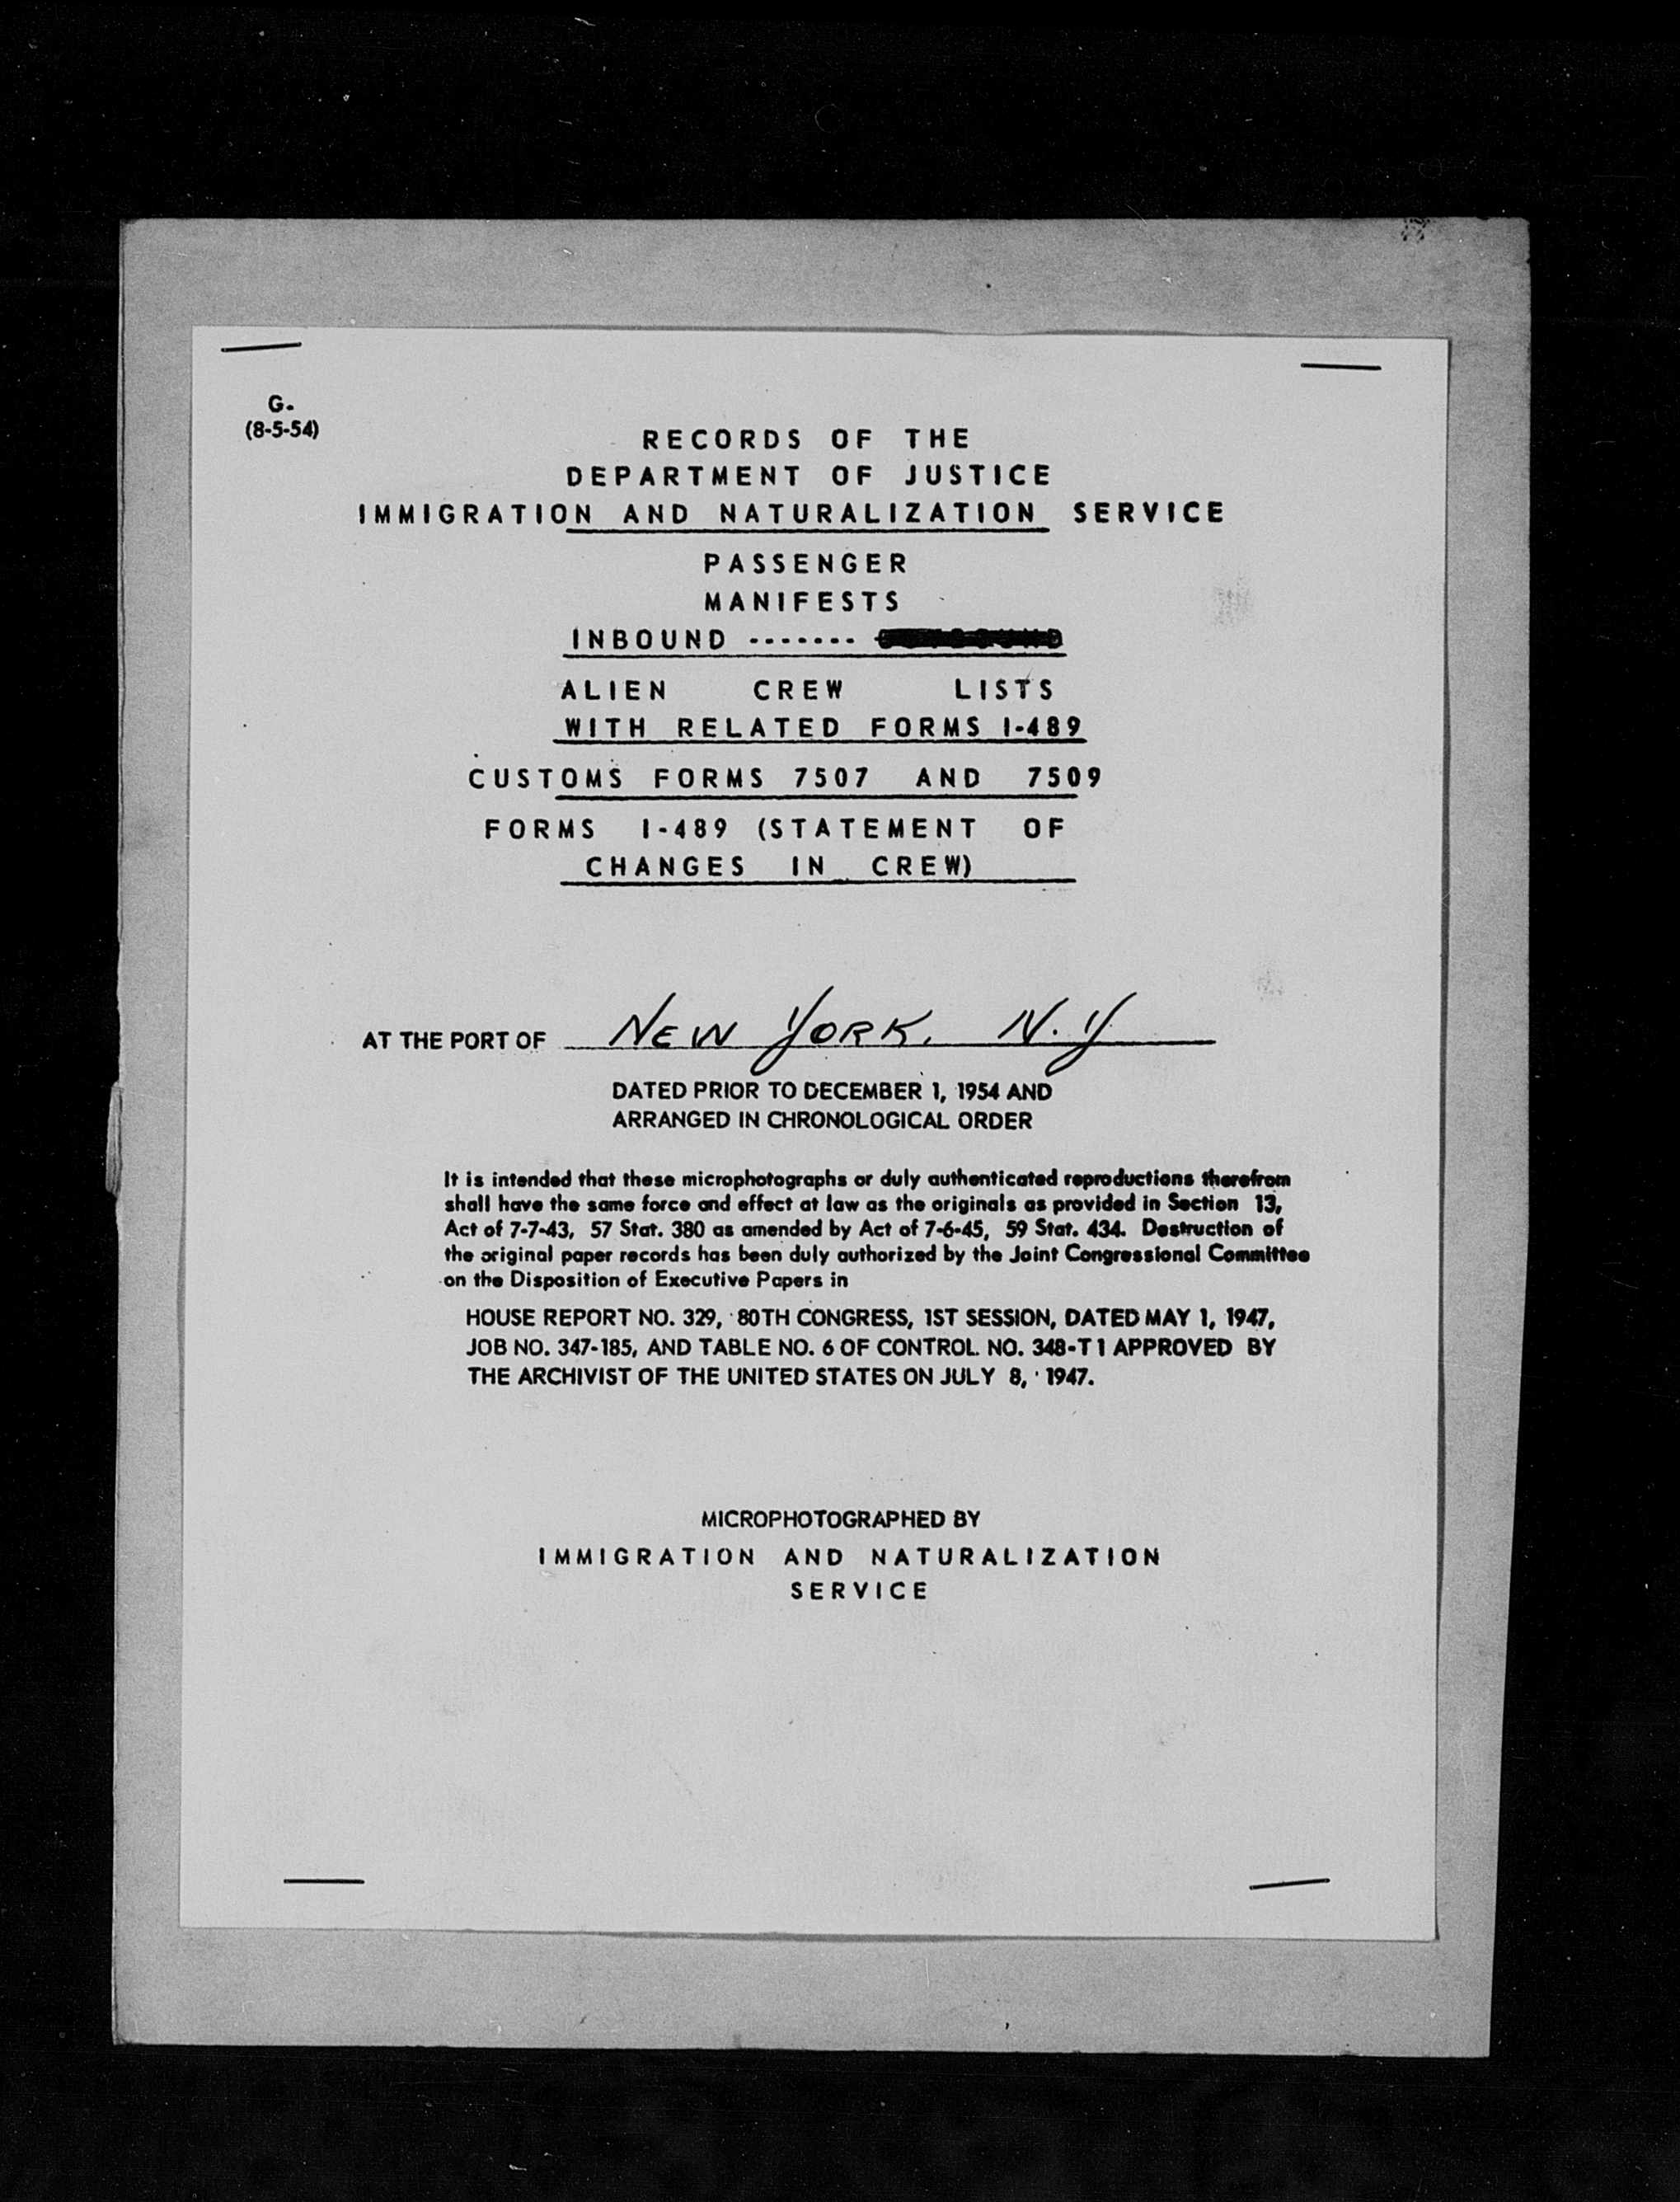 G.
(8-5-54)
RECORDS OF THE
DEPARTMENT OF JUSTICE
IMMIGRATION AND NATURALIZATION SERVICE
PASSENGER
MANIFESTS
INBOUND -------
ALIEN CREW LISTS
WITH RELATED FORMS I-489
CUSTOMS FORMS 7507 AND 7509
FORMS I-489 (STATEMENT OF
CHANGES IN CREW)
AT THE PORT OF NEW YORK, N.Y
DATED PRIOR TO DECEMBER 1, 1954 AND
ARRANGED IN CHRONOLOGICAL ORDER
It is intended that these microphotographs or duly authenticated reproductions therefrom
shall have the same force and effect at law as the originals as provided in Section 13,
Act of 7-7-43, 57 Stat. 380 as amended by Act of 7-6-45, 59 Stat. 434. Destruction of
the original paper records has been duly authorized by the Joint Congressional Committee
on the Disposition of Executive Papers in
HOUSE REPORT NO. 329, 80TH CONGRESS, 1ST SESSION, DATED MAY 1, 1947,
JOB NO. 347-185, AND TABLE NO. 6 OF CONTROL NO. 348-T1 APPROVED BY
THE ARCHIVIST OF THE UNITED STATES ON JULY 8, 1947.
MICROPHOTOGRAPHED BY
IMMIGRATION AND NATURALIZATION
SERVICE